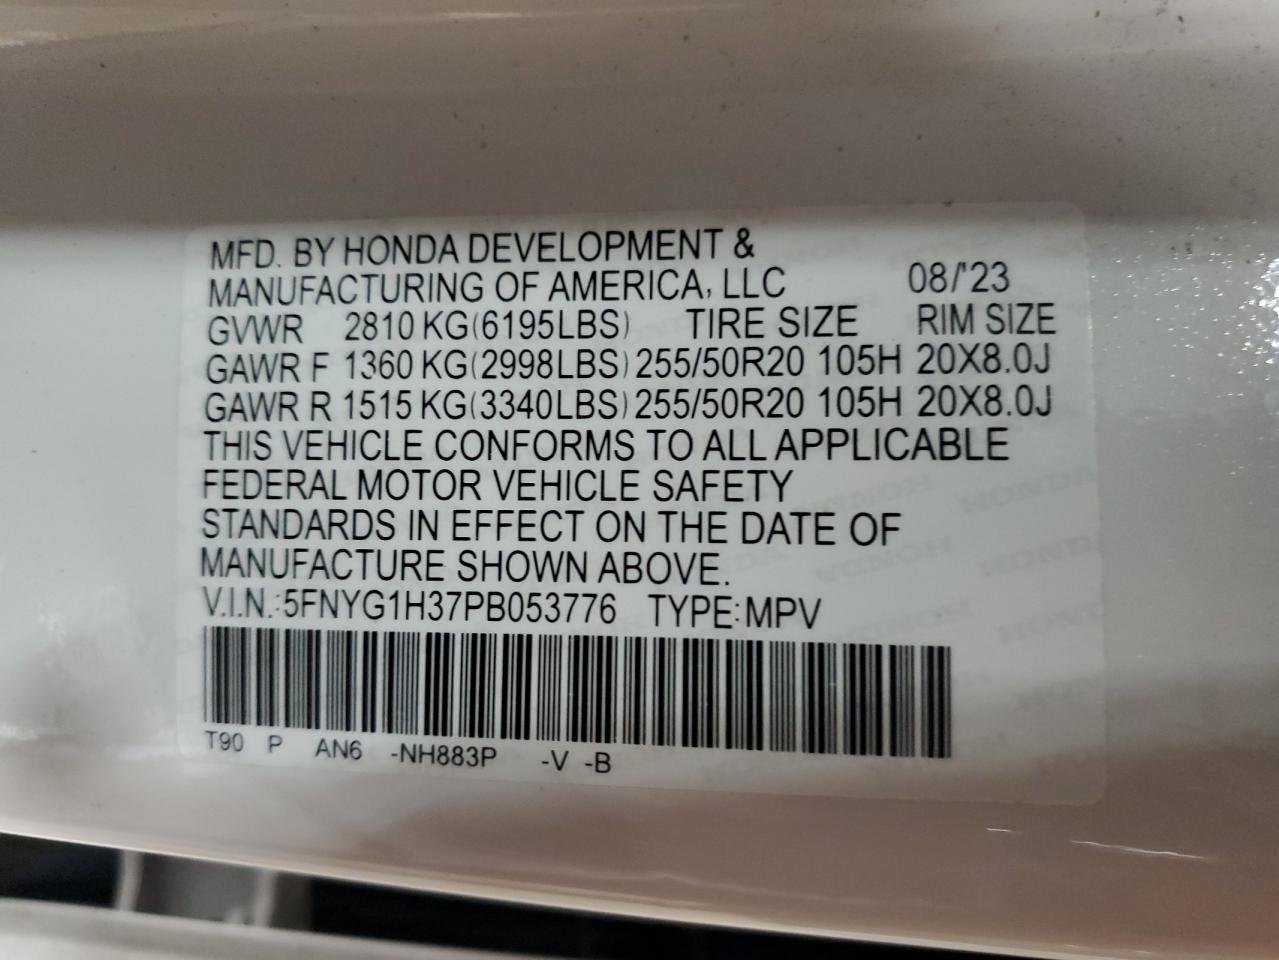 MFD. BY HONDA DEVELOPMENT &
MANUFACTURING OF AMERICA, LLC 08/'23
GVWR 2810 KG(6195LBS) TIRE SIZE RIM SIZE
GAWR F 1360 KG(2998LBS) 255/50R20 105H 20X8.0J
GAWR R 1515 KG(3340LBS) 255/50R20 105H 20X8.0J
THIS VEHICLE CONFORMS TO ALL APPLICABLE
FEDERAL MOTOR VEHICLE SAFETY
STANDARDS IN EFFECT ON THE DATE OF
MANUFACTURE SHOWN ABOVE.
V.I.N.:5FNYG1H37PB053776 TYPE:MPV
T90 P AN6 -NH883P -V -B